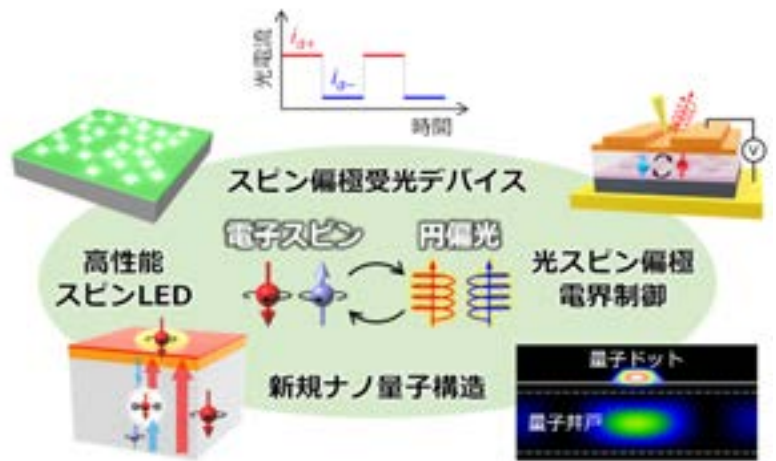 光電流
iσ+
iσ−
時間
スピン偏極受光デバイス
V
電子スピン
円偏光
高性能
スピンLED
光スピン偏極
電界制御
新規ナノ量子構造
量子ドット
量子井戸